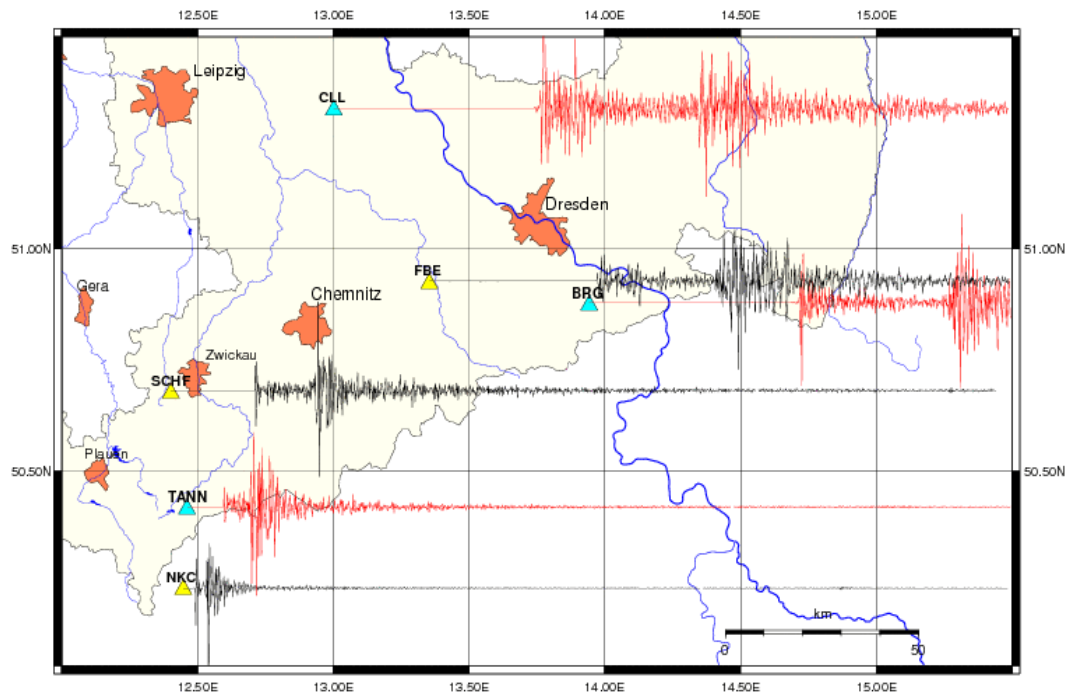 12.50E 13.00E 13.50E 14.00E 14.50E 15.00E
Leipzig
CLL
Dresden
51.00N 51.00N
FBE
BRG
Gera
Chemnitz
Zwickau
SCHF
Plauen
50.50N 50.50N
TANN
NKC
km
0 50
12.50E 13.00E 13.50E 14.00E 14.50E 15.00E